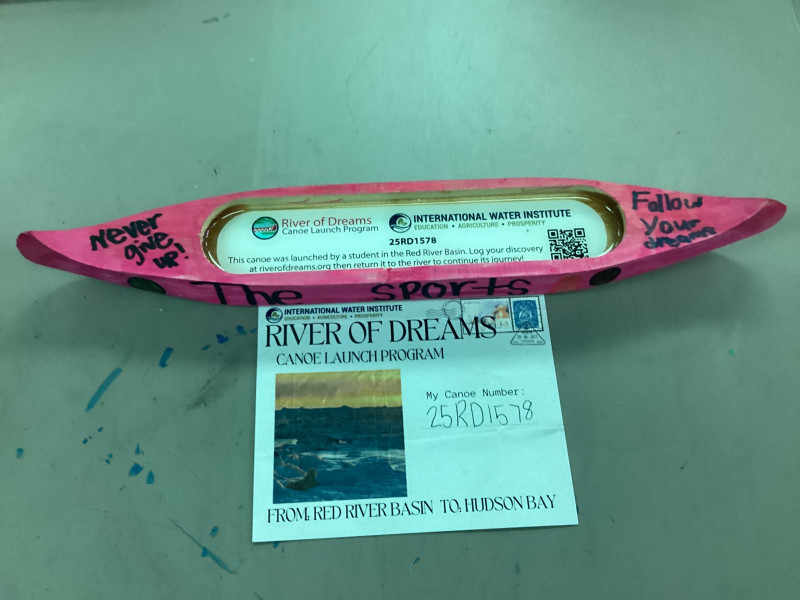 Never
give
up!
River of Dreams
Canoe Launch Program
INTERNATIONAL WATER INSTITUTE
EDUCATION • AGRICULTURE • PROSPERITY
25RD1578
This canoe was launched by a student in the Red River Basin. Log your discovery
at riverofdreams.org then return it to the river to continue its journey!
Follow
Your
dreams
The sports
INTERNATIONAL WATER INSTITUTE
EDUCATION • AGRICULTURE • PROSPERITY
RIVER OF DREAMS
CANOE LAUNCH PROGRAM
My Canoe Number:
25RD1578
FROM: RED RIVER BASIN TO: HUDSON BAY